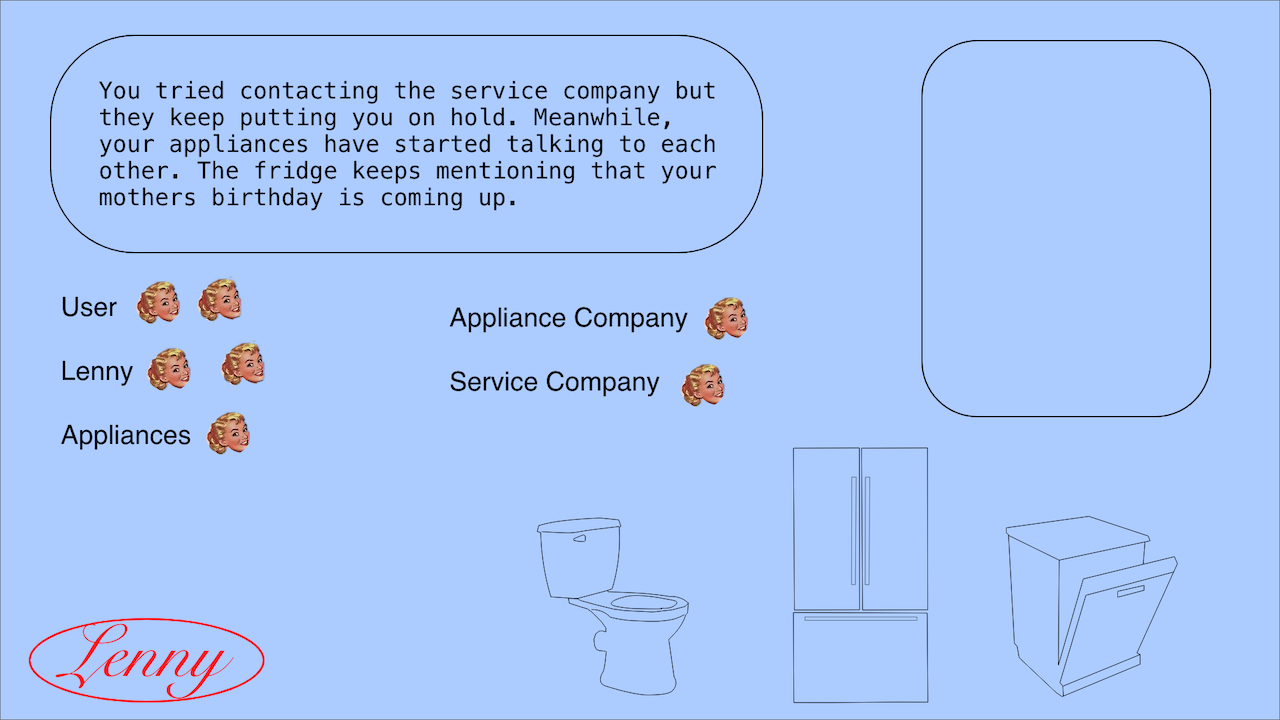 You tried contacting the service company but
they keep putting you on hold. Meanwhile,
your appliances have started talking to each
other. The fridge keeps mentioning that your
mothers birthday is coming up.
User
Lenny
Appliances
Appliance Company
Service Company
Lenny